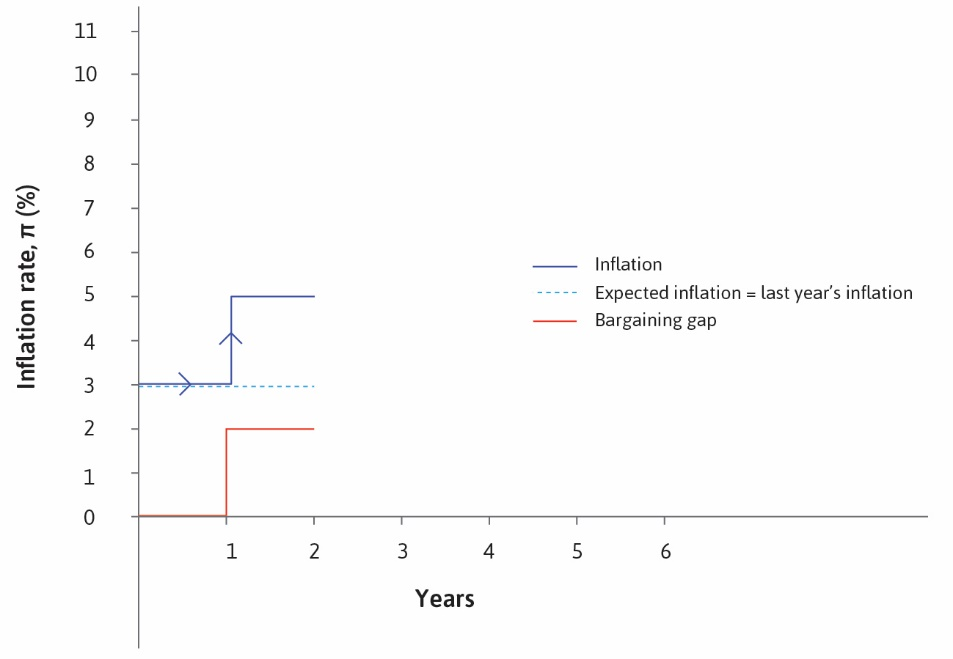 11
10
9
8
7
6
5
4
3
2
1
0
Inflation rate, π (%)
Inflation
Expected inflation = last year’s inflation
Bargaining gap
1 2 3 4 5 6
Years